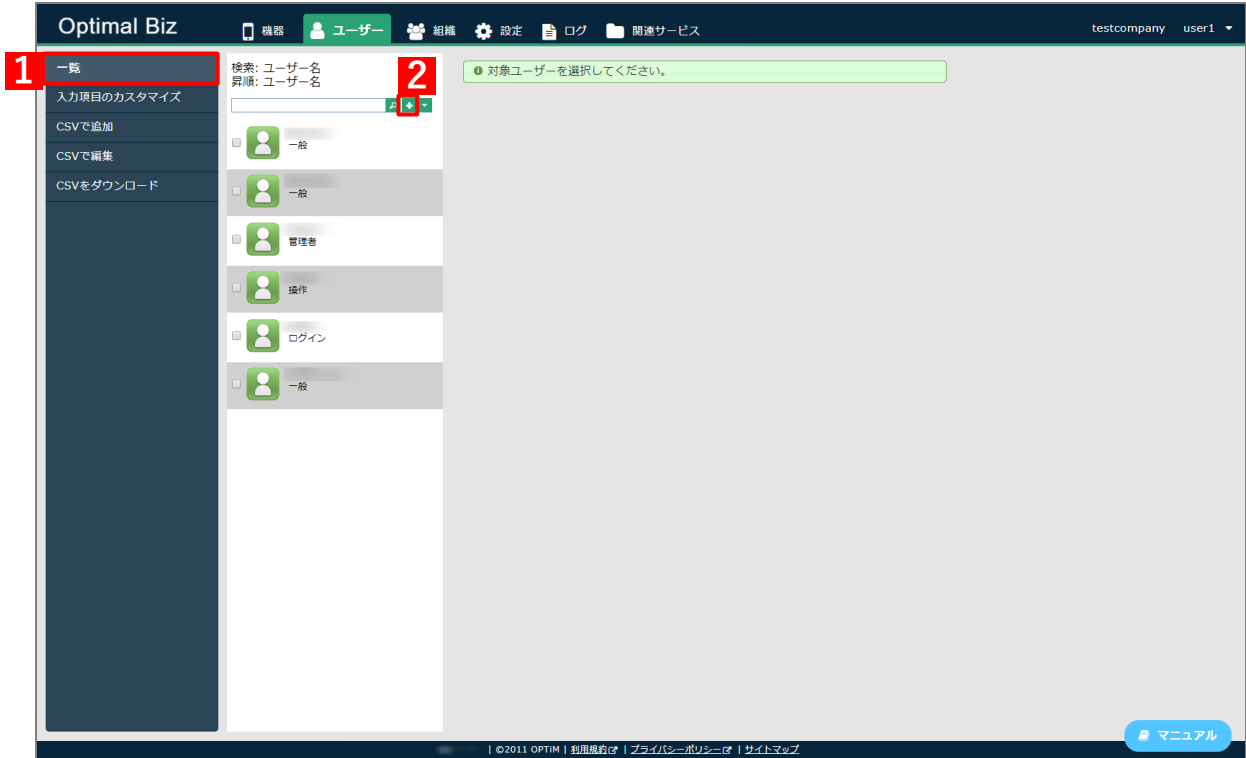 Optimal Biz 機器 ユーザー 組織 設定 ログ 関連サービス testcompany user1
1
一覧
入力項目のカスタマイズ
CSVで追加
CSVで編集
CSVをダウンロード
検索: ユーザー名
昇順: ユーザー名
2
一般
一般
管理者
操作
ログイン
一般
対象ユーザーを選択してください。
マニュアル
| ©2011 OPTiM | 利用規約 | プライバシーポリシー | サイトマップ